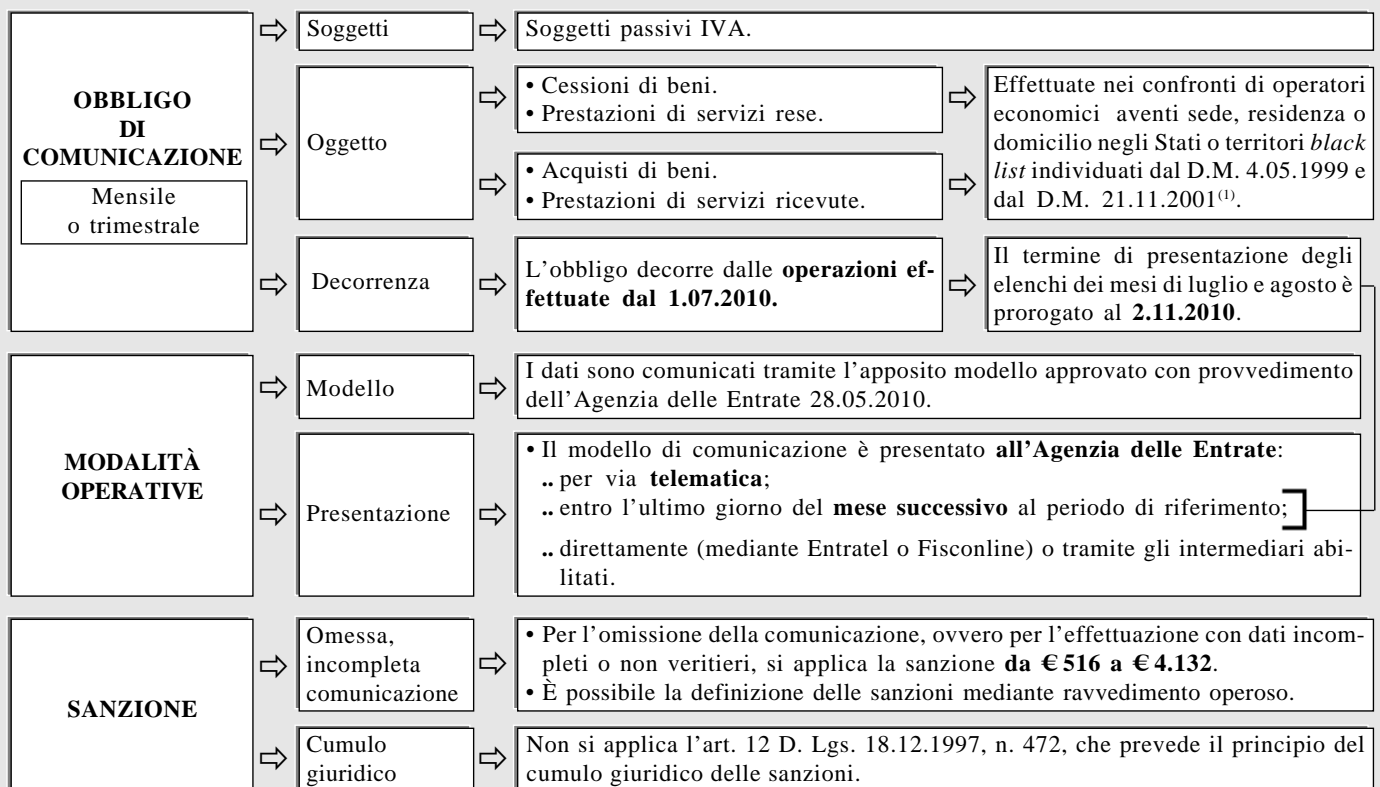 OBBLIGO
DI
COMUNICAZIONE
Mensile
o trimestrale
Soggetti
Soggetti passivi IVA.
Oggetto
• Cessioni di beni.
• Prestazioni di servizi rese.
• Acquisti di beni.
• Prestazioni di servizi ricevute.
Effettuate nei confronti di operatori
economici aventi sede, residenza o
domicilio negli Stati o territori black
list individuati dal D.M. 4.05.1999 e
dal D.M. 21.11.2001(1).
Decorrenza
L'obbligo decorre dalle operazioni ef-
fettuate dal 1.07.2010.
Il termine di presentazione degli
elenchi dei mesi di luglio e agosto è
prorogato al 2.11.2010.
MODALITÀ
OPERATIVE
Modello
I dati sono comunicati tramite l'apposito modello approvato con provvedimento
dell'Agenzia delle Entrate 28.05.2010.
Presentazione
• Il modello di comunicazione è presentato all'Agenzia delle Entrate:
.. per via telematica;
.. entro l'ultimo giorno del mese successivo al periodo di riferimento;
.. direttamente (mediante Entratel o Fisconline) o tramite gli intermediari abi-
litati.
SANZIONE
Omessa,
incompleta
comunicazione
• Per l'omissione della comunicazione, ovvero per l'effettuazione con dati incom-
pleti o non veritieri, si applica la sanzione da € 516 a € 4.132.
• È possibile la definizione delle sanzioni mediante ravvedimento operoso.
Cumulo
giuridico
Non si applica l'art. 12 D. Lgs. 18.12.1997, n. 472, che prevede il principio del
cumulo giuridico delle sanzioni.